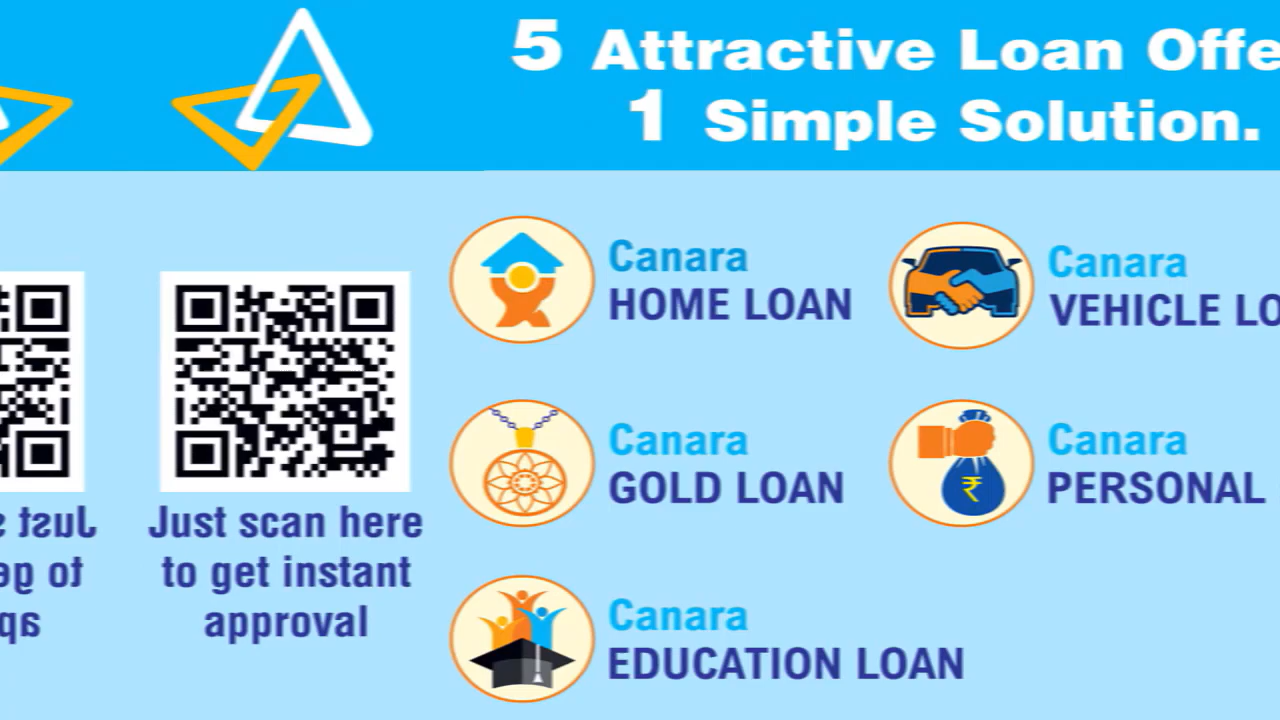 5 Attractive Loan Offe
1 Simple Solution.
Canara
HOME LOAN
Canara
VEHICLE LO
Canara
GOLD LOAN
Canara
PERSONAL
Just scan here
to get instant
approval
Canara
EDUCATION LOAN
₹